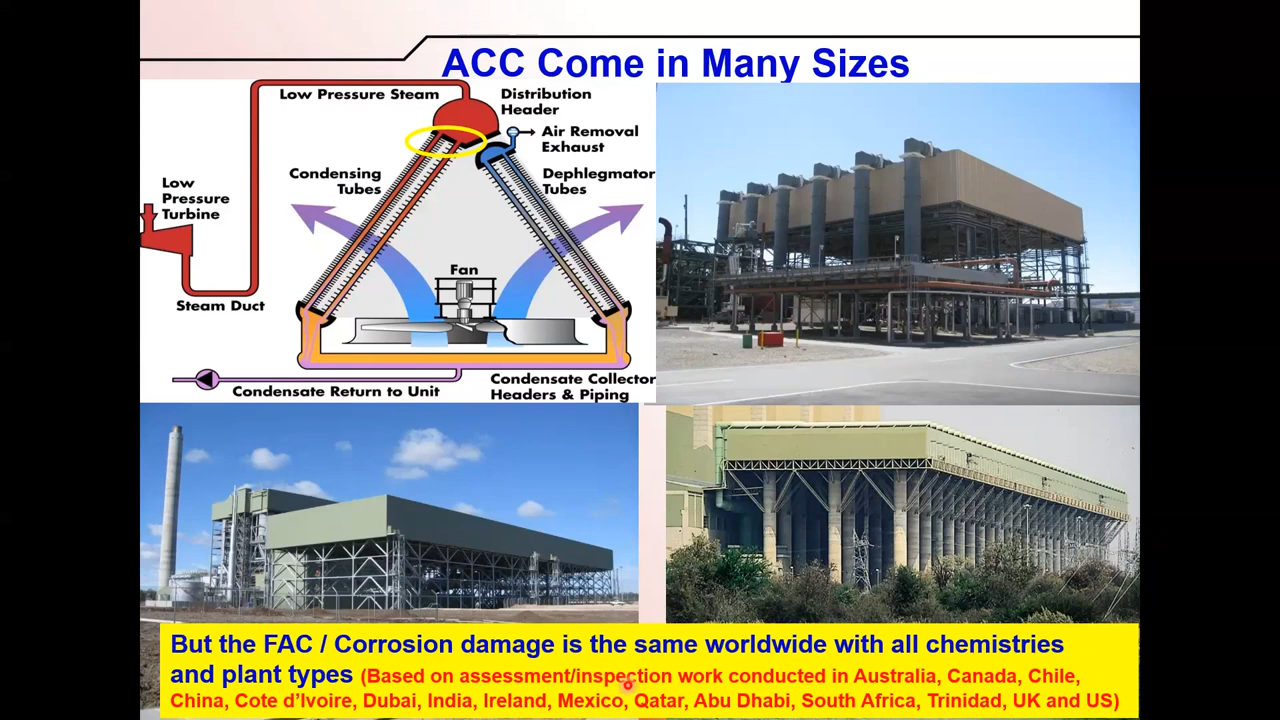 ACC Come in Many Sizes
Low Pressure Steam
Distribution
Header
Air Removal
Exhaust
Condensing
Tubes
Dephlegmator
Tubes
Low
Pressure
Turbine
Fan
Steam Duct
Condensate Return to Unit
Condensate Collector
Headers & Piping
But the FAC / Corrosion damage is the same worldwide with all chemistries
and plant types (Based on assessment/inspection work conducted in Australia, Canada, Chile,
China, Cote d’Ivoire, Dubai, India, Ireland, Mexico, Qatar, Abu Dhabi, South Africa, Trinidad, UK and US)